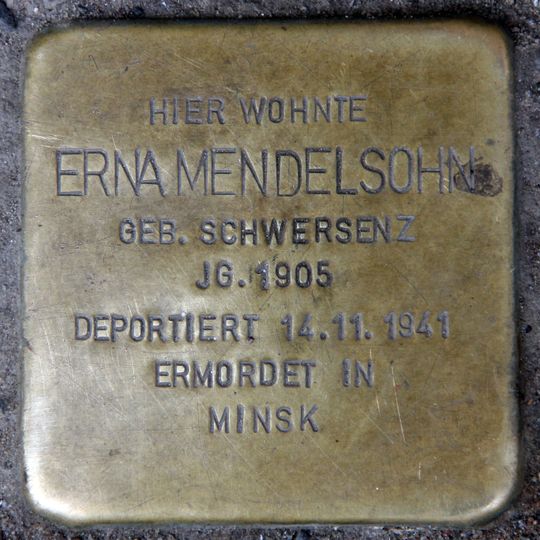 HIER WOHNTE
ERNA MENDELSOHN
GEB. SCHWERSENZ
JG. 1905
DEPORTIERT 14.11.1941
ERMORDET IN
MINSK